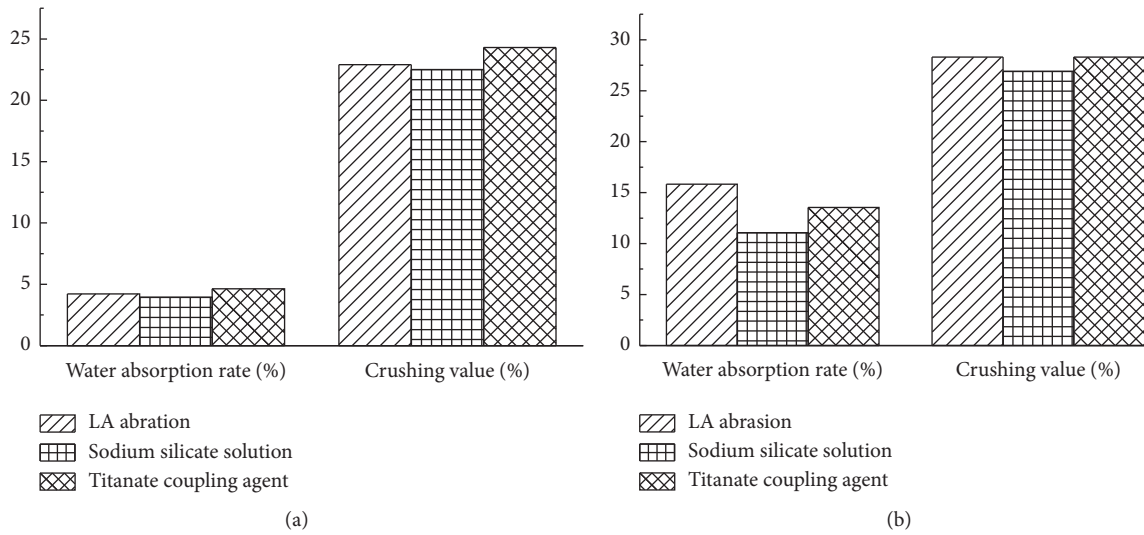 25
20
15
10
5
0
Water absorption rate (%)
Crushing value (%)
LA abration
Sodium silicate solution
Titanate coupling agent
(a)
30
25
20
15
10
5
0
Water absorption rate (%)
Crushing value (%)
LA abrasion
Sodium silicate solution
Titanate coupling agent
(b)